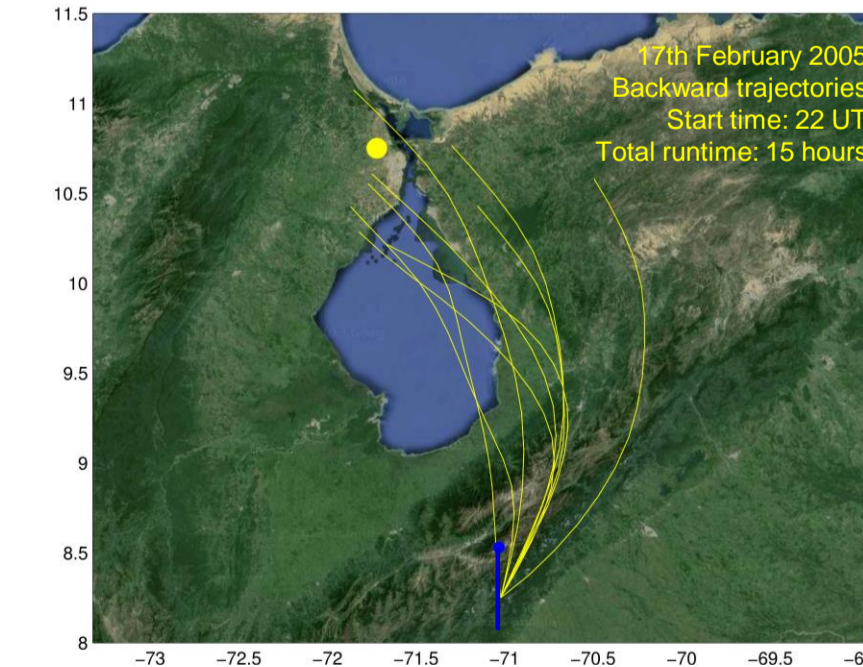 11.5
17th February 2005
Backward trajectories
11
Start time: 22 UT
Total runtime: 15 hours
10.5
10
9.5
9
8.5
8
−73 −72.5 −72 −71.5 −71 −70.5 −70 −69.5